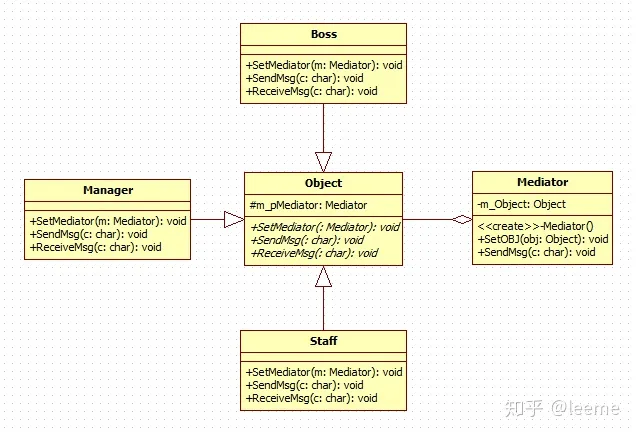 Boss
+SetMediator(m: Mediator): void
+SendMsg(c: char): void
+ReceiveMsg(c: char): void
Manager
+SetMediator(m: Mediator): void
+SendMsg(c: char): void
+ReceiveMsg(c: char): void
Object
#m_pMediator: Mediator
+SetMediator(: Mediator): void
+SendMsg(: char): void
+ReceiveMsg(: char): void
Mediator
-m_Object: Object
<<create>>-Mediator()
+SetOBJ(obj: Object): void
+SendMsg(c: char): void
Staff
+SetMediator(m: Mediator): void
+SendMsg(c: char): void
+ReceiveMsg(c: char): void
知乎 @leeme